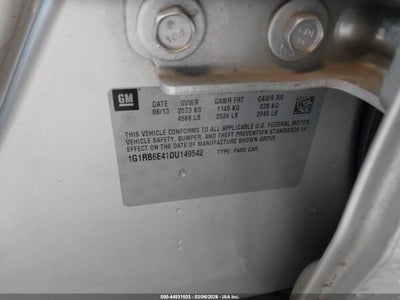 GM
DATE GVWR GAWR FRT GAWR RR
06/13 2073 KG 1145 KG 928 KG
4569 LB 2524 LB 2045 LB
THIS VEHICLE CONFORMS TO ALL APPLICABLE U.S. FEDERAL MOTOR
VEHICLE SAFETY, BUMPER, AND THEFT PREVENTION STANDARDS IN
EFFECT ON THE DATE OF MANUFACTURE SHOWN ABOVE.
1G1RB6E41DU149542 TYPE: PASS CAR
000-44831503 - 03/06/2026 - IAA Inc.